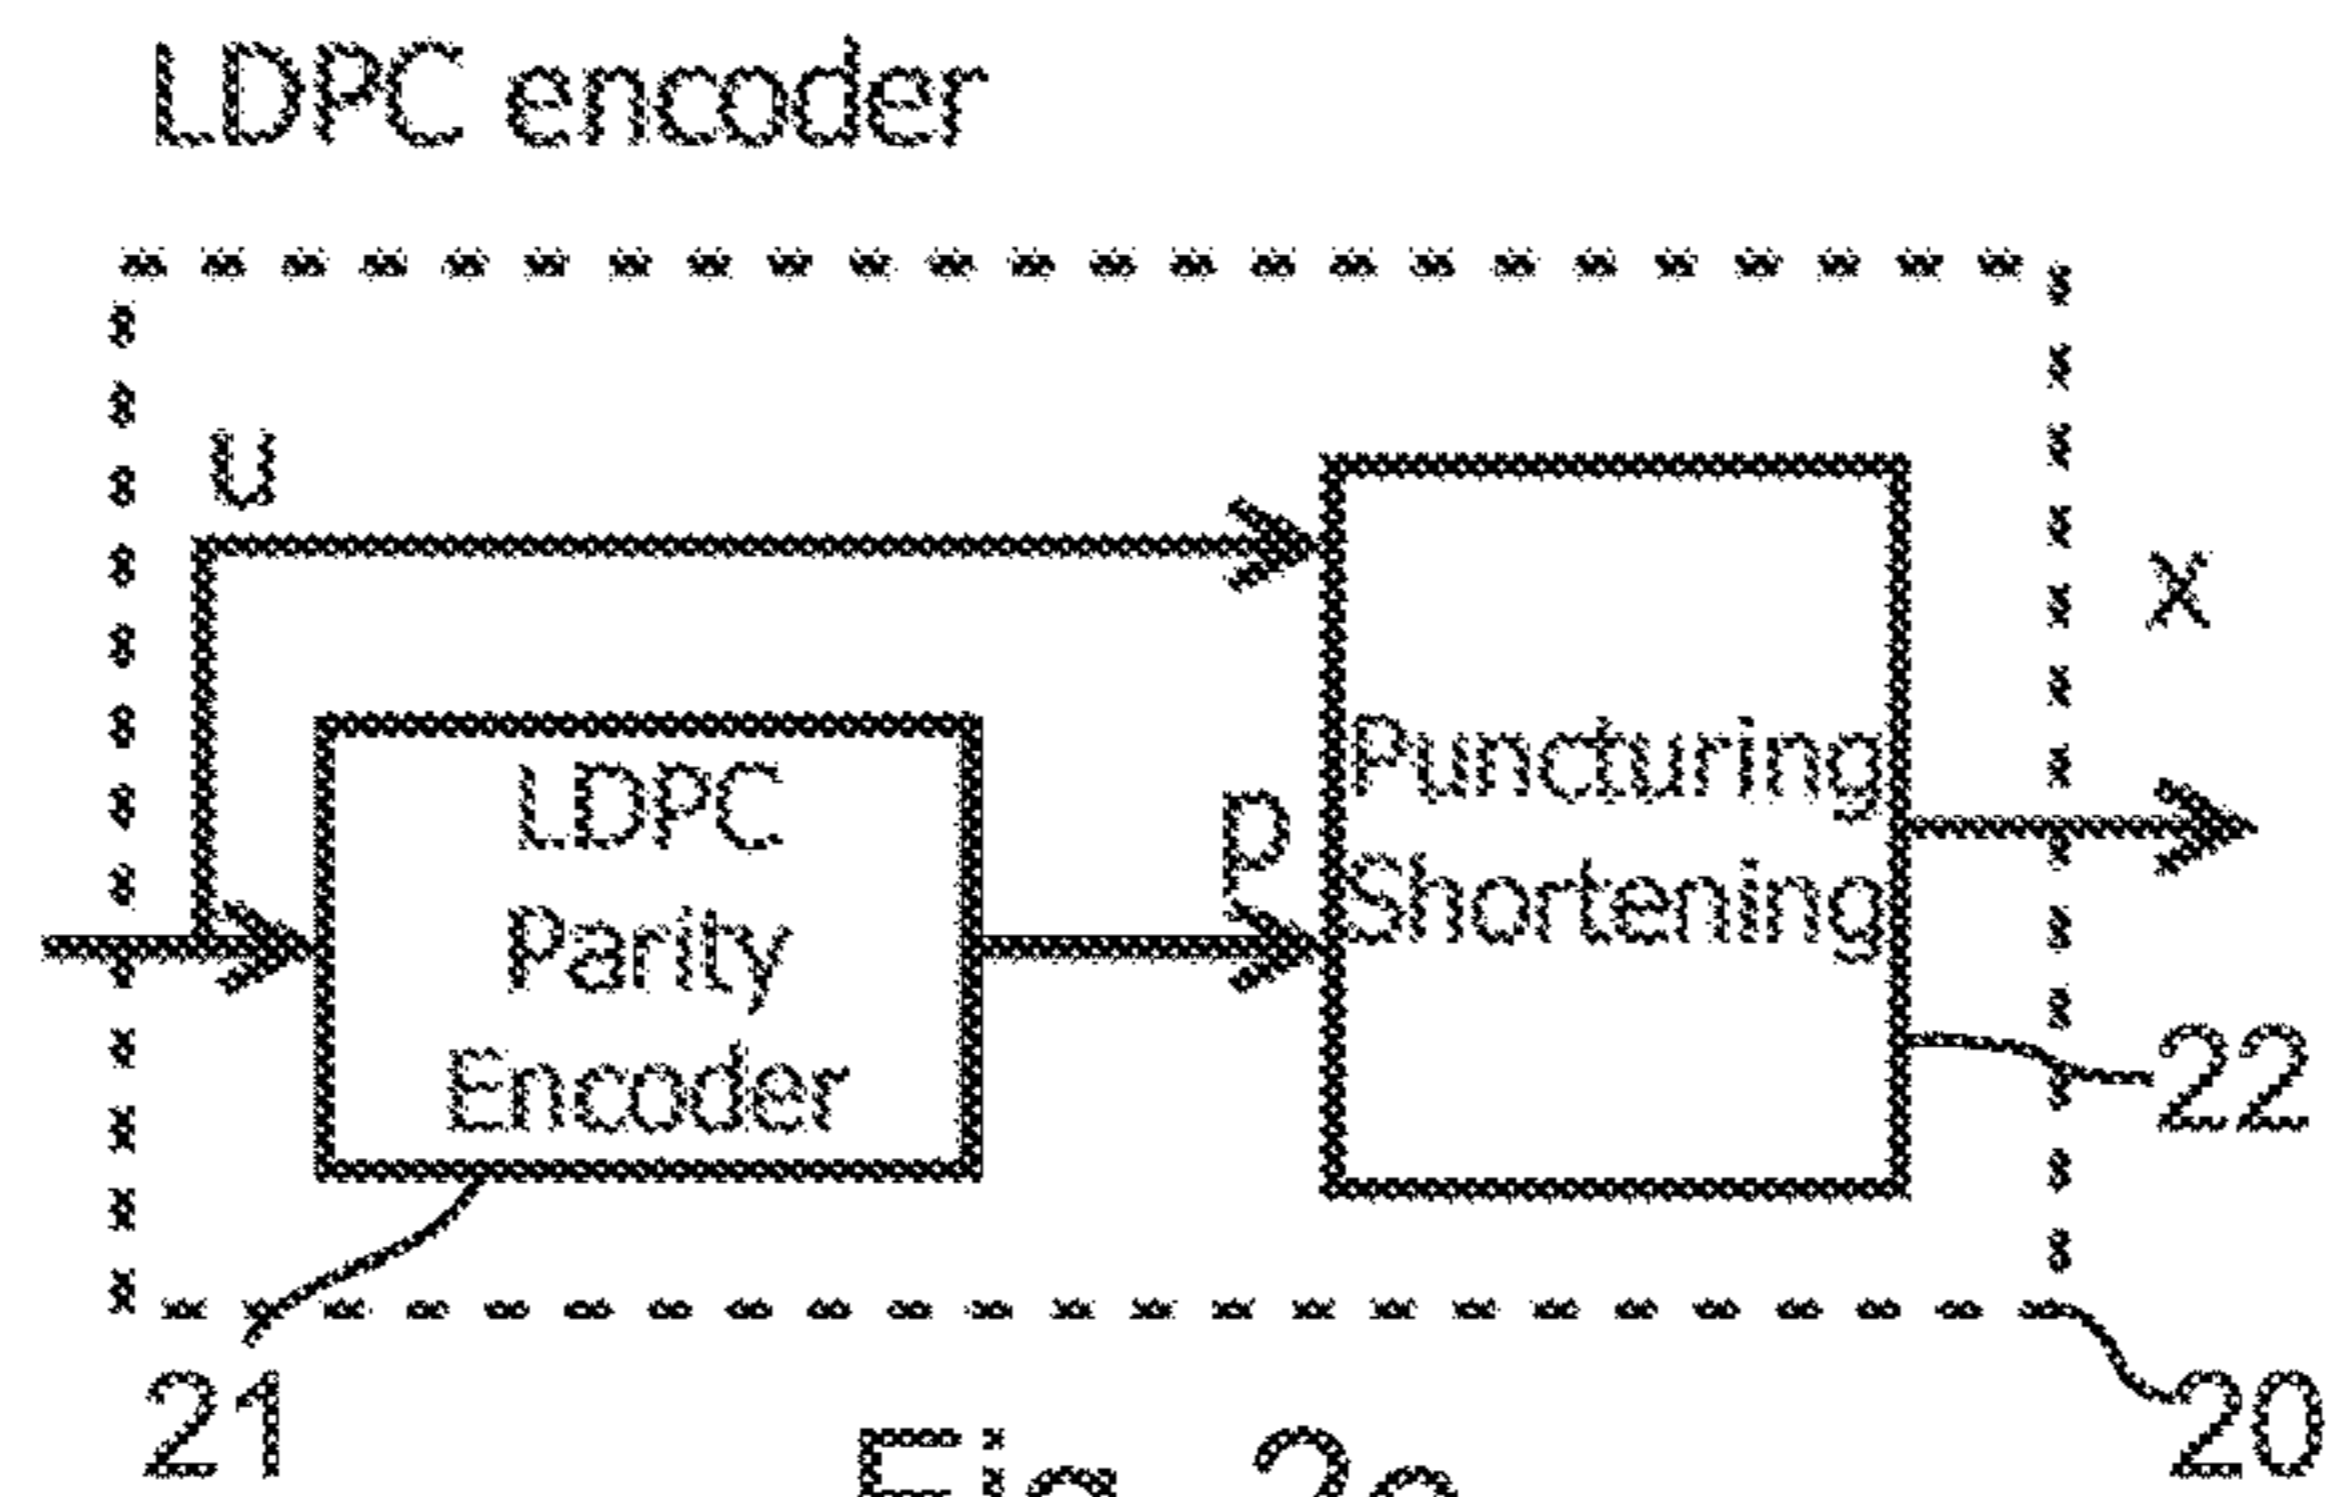 LDPC encoder
u
x
LDPC
Parity
Encoder
p
Puncturing
Shortening
22
21
20